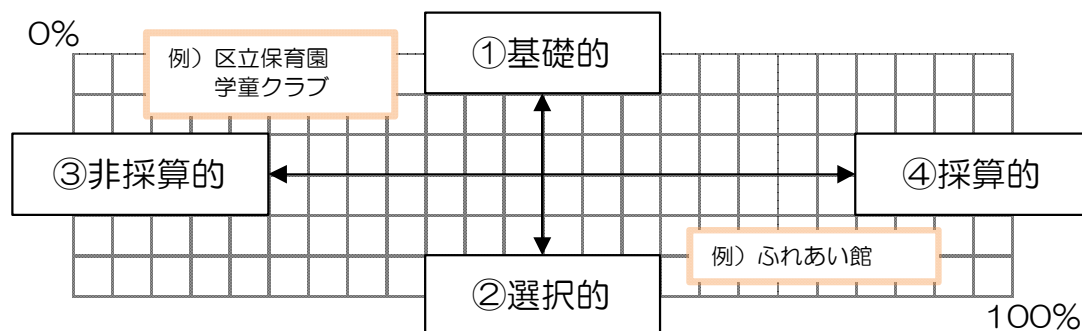 0%
①基礎的
例）区立保育園
学童クラブ
③非採算的
④採算的
例）ふれあい館
②選択的
100%